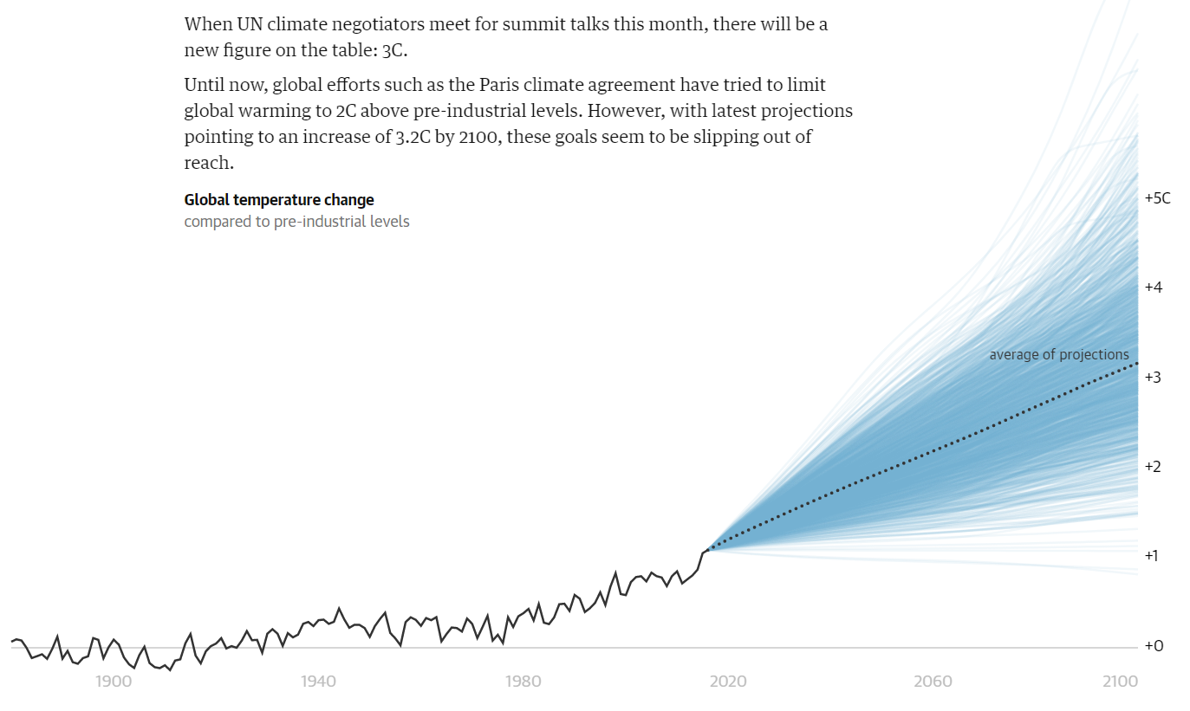 When UN climate negotiators meet for summit talks this month, there will be a
new figure on the table: 3C.
Until now, global efforts such as the Paris climate agreement have tried to limit
global warming to 2C above pre-industrial levels. However, with latest projections
pointing to an increase of 3.2C by 2100, these goals seem to be slipping out of
reach.
Global temperature change
compared to pre-industrial levels
+5C
+4
average of projections
+3
+2
+1
+0
1900 1940 1980 2020 2060 2100